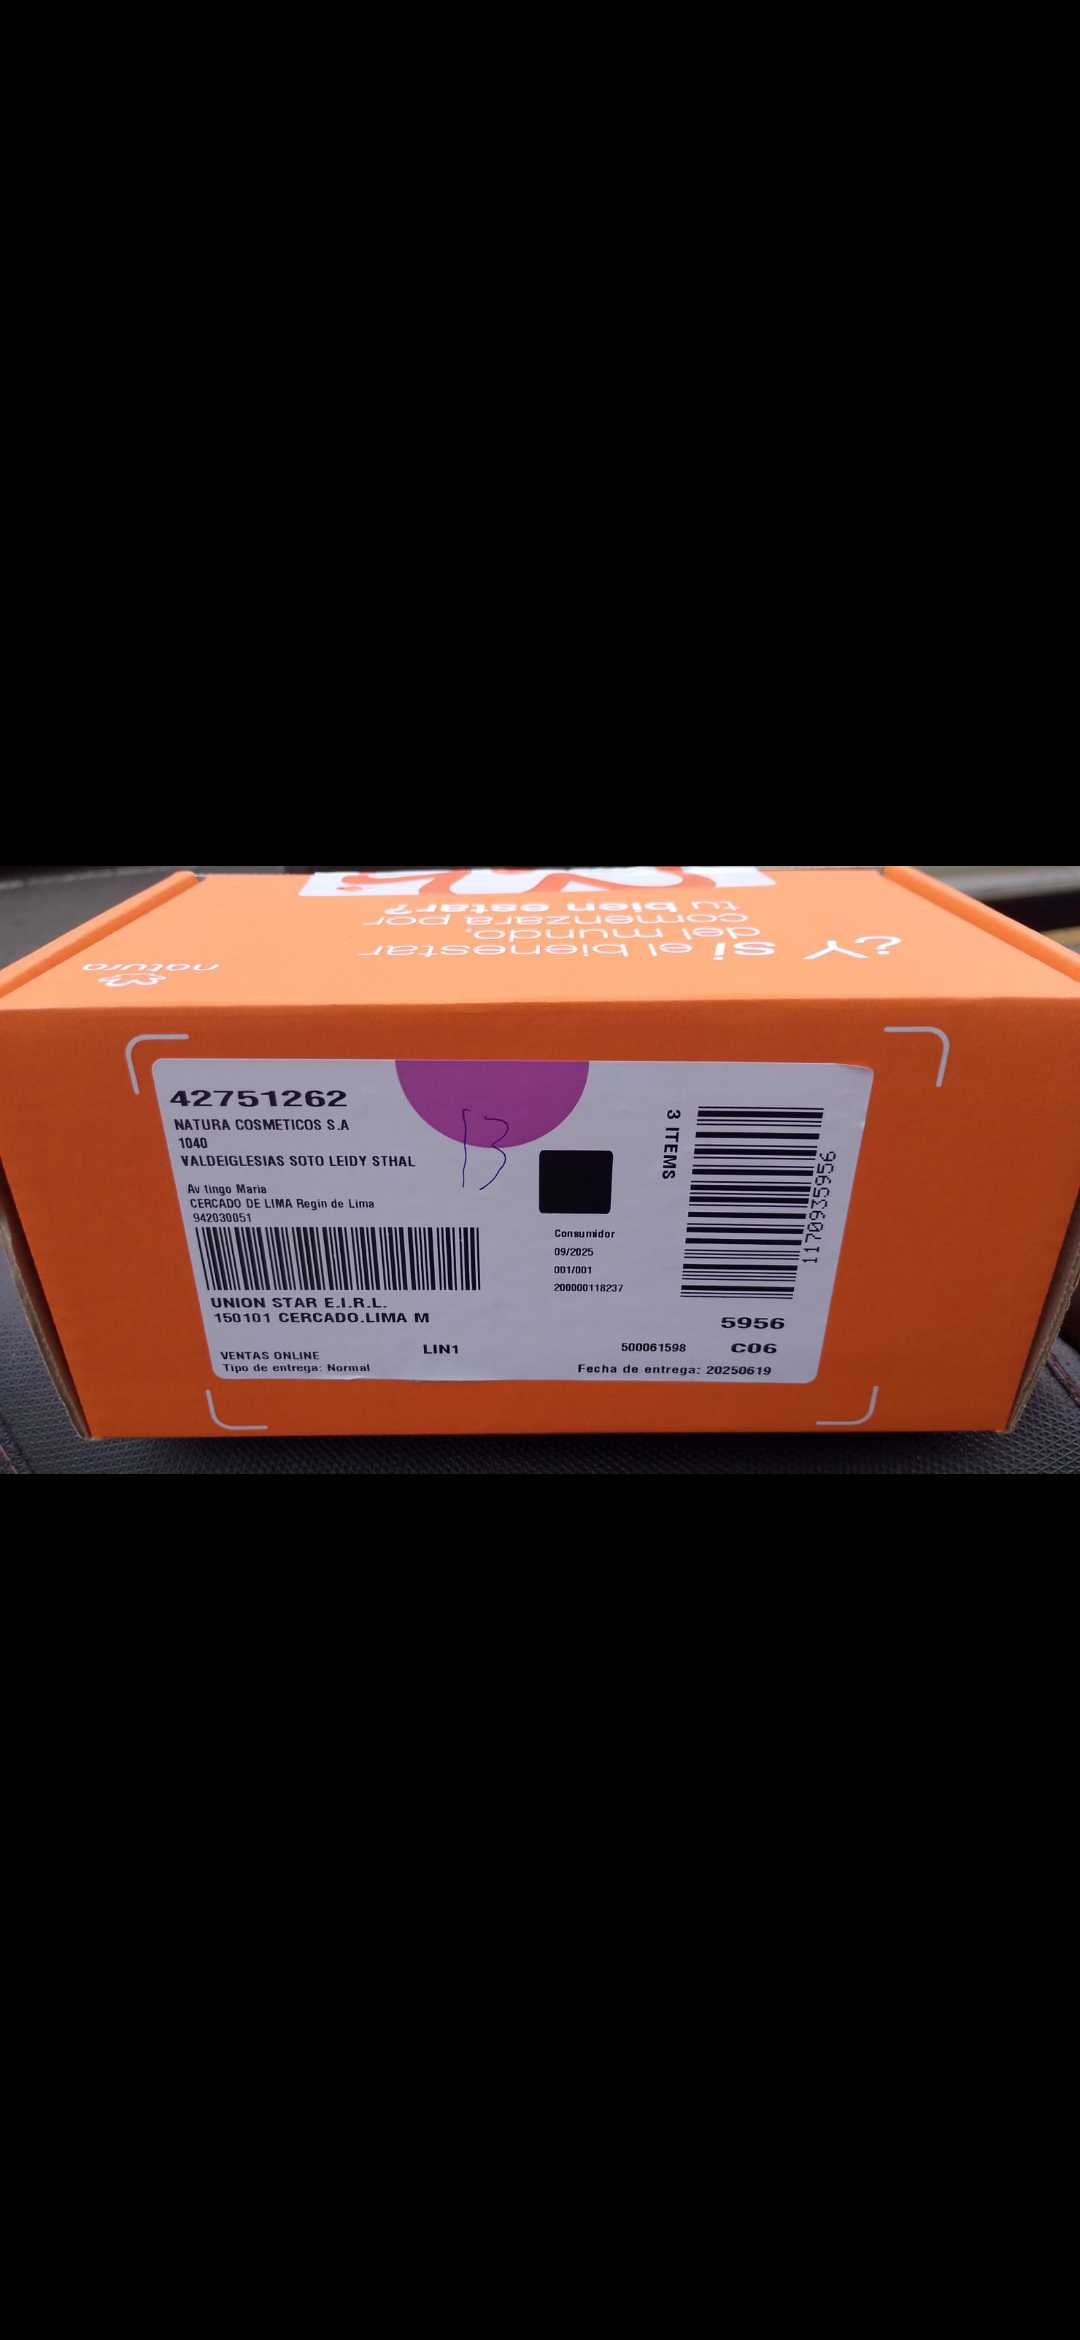 ¿Y si el bienestar
del mundo,
comenzara por
tu bien estar?
natura
42751262
NATURA COSMETICOS S.A
1040
VALDEIGLESIAS SOTO LEIDY STHAL
Av tingo Maria
CERCADO DE LIMA Regin de Lima
942030051
UNION STAR E.I.R.L.
150101 CERCADO.LIMA M
VENTAS ONLINE
Tipo de entrega: Normal
LIN1
13
Consumidor
09/2025
001/001
200000118237
3 ITEMS
1170935956
5956
500061598 C06
Fecha de entrega: 20250619